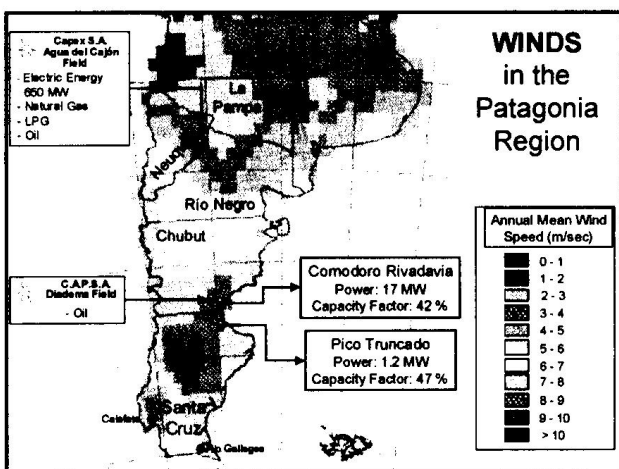 Capex S.A.
Agua del Cajón
Field
- Electric Energy
650 MW
- Natural Gas
- LPG
- Oil
WINDS
in the
Patagonia
Region
La
Pampa
Neuq
Río Negro
Chubut
C.A.P.S.A.
Diadema Field
- Oil
Comodoro Rivadavia
Power: 17 MW
Capacity Factor: 42 %
Pico Truncado
Power: 1.2 MW
Capacity Factor: 47 %
Santa
Cruz
Gallegos
Annual Mean Wind
Speed (m/sec)
0 - 1
1 - 2
2 - 3
3 - 4
4 - 5
5 - 6
6 - 7
7 - 8
8 - 9
9 - 10
> 10